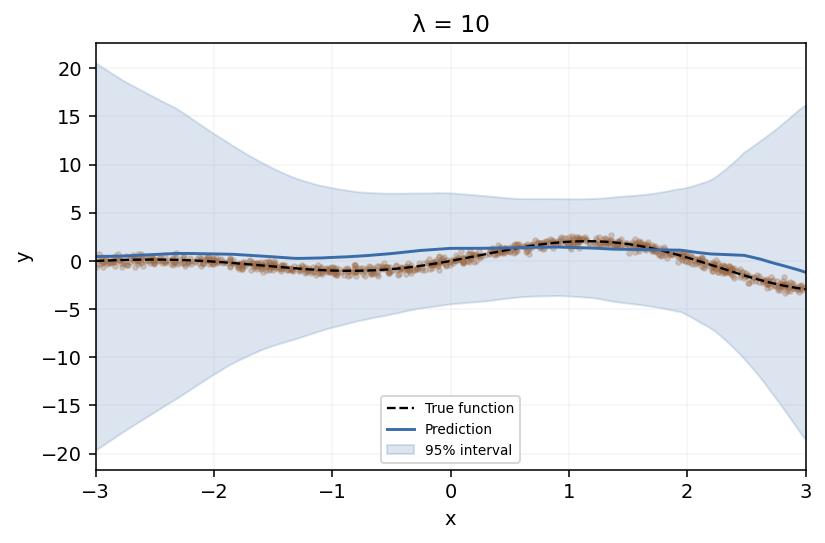 λ = 10
y
20
15
10
5
0
−5
−10
−15
−20
True function
Prediction
95% interval
−3 −2 −1 0 1 2 3
x